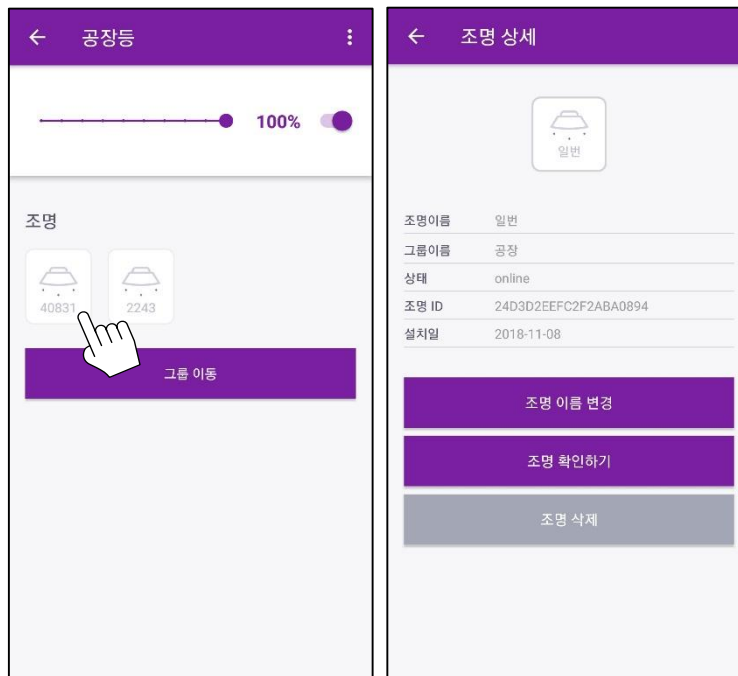 공장등
100%
조명
40831
2243
그룹 이동
조명 상세
일번
조명이름 일번
그룹이름 공장
상태 online
조명 ID 24D3D2EEFC2F2ABA0894
설치일 2018-11-08
조명 이름 변경
조명 확인하기
조명 삭제